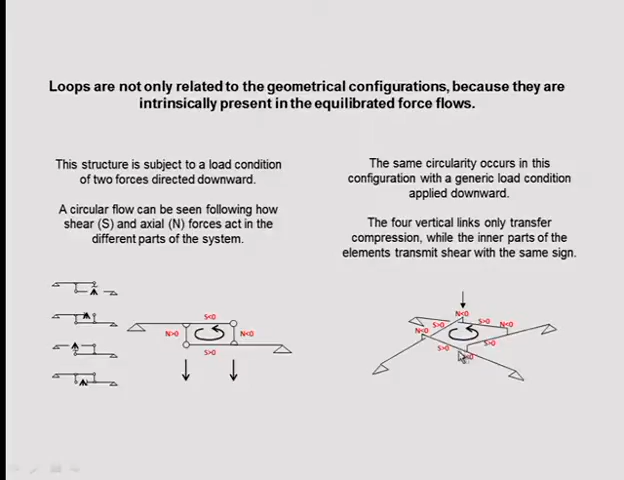 Loops are not only related to the geometrical configurations, because they are
intrinsically present in the equilibrated force flows.
This structure is subject to a load condition
of two forces directed downward.
A circular flow can be seen following how
shear (S) and axial (N) forces act in the
different parts of the system.
The same circularity occurs in this
configuration with a generic load condition
applied downward.
The four vertical links only transfer
compression, while the inner parts of the
elements transmit shear with the same sign.
S<0
N>0
N<0
S>0
N<0
S>0
S>0
N<0
N<0
S>0
S>0